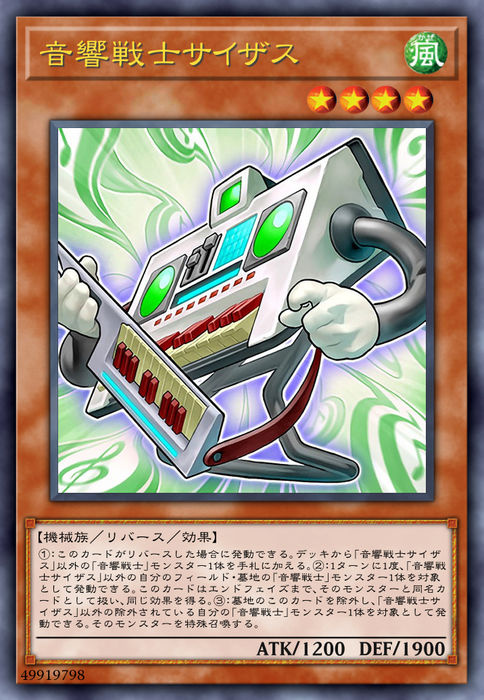 音響戦士サイザス
かぜ
風
【機械族/リバース/効果】
①:このカードがリバースした場合に発動できる。デッキから「音響戦士サイザ
ス」以外の「音響戦士」モンスター1体を手札に加える。②:1ターンに1度、「音響戦
士サイザス」以外の自分のフィールド・墓地の「音響戦士」モンスター1体を対象
として発動できる。このカードはエンドフェイズまで、そのモンスターと同名カ
ードとして扱い、同じ効果を得る。③:墓地のこのカードを除外し、「音響戦士サ
イザス」以外の除外されている自分の「音響戦士」モンスター1体を対象として発
動できる。そのモンスターを特殊召喚する。
ATK/1200 DEF/1900
49919798